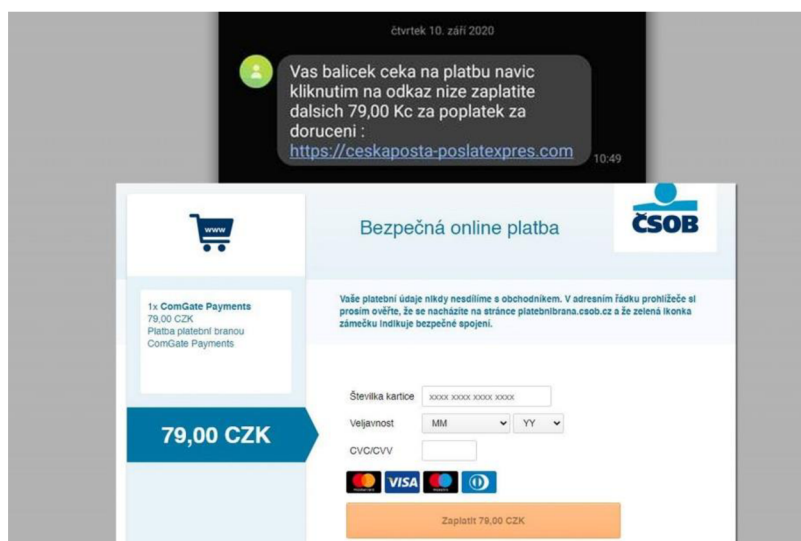 čtvrtek 10. září 2020
Vas balicek ceka na platbu navic
kliknutim na odkaz nize zaplatite
dalsich 79,00 Kc za poplatek za
doruceni :
https://ceskaposta-poslatexpres.com
10:49
www
Bezpečná online platba
ČSOB
1x ComGate Payments
79,00 CZK
Platba platební branou
ComGate Payments
Vaše platební údaje nikdy nesdílíme s obchodníkem. V adresním řádku prohlížeče si
prosím ověřte, že se nacházíte na stránce platebnibrana.csob.cz a že zelená ikonka
zámečku indikuje bezpečné spojení.
79,00 CZK
Številka kartice
xxxx xxxx xxxx xxxx
Veljavnost
MM
YY
CVC/CVV
VISA
Zaplatit 79,00 CZK